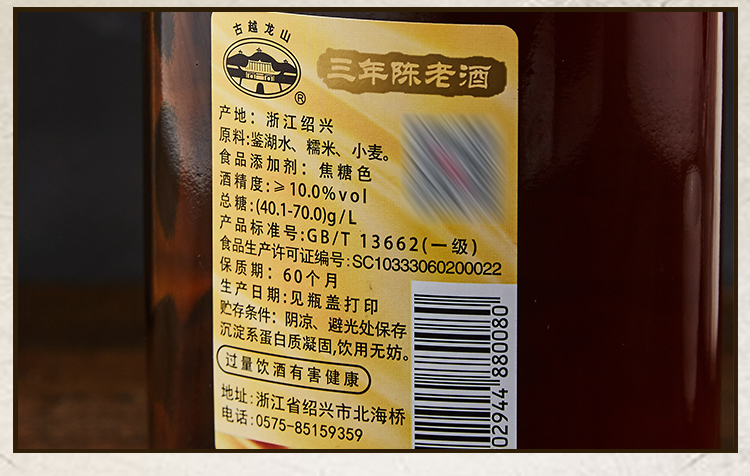 古越龙山
®
三年陈老酒
产地：浙江绍兴
原料:鉴湖水、糯米、小麦。
食品添加剂：焦糖色
酒精度:≥10.0%vol
总糖:(40.1-70.0)g/L
产品标准号:GB/T 13662(一级)
食品生产许可证编号:SC10333060200022
保质期：60个月
生产日期:见瓶盖打印
贮存条件：阴凉、避光处保存
沉淀系蛋白质凝固,饮用无妨。
过量饮酒有害健康
地址:浙江省绍兴市北海桥
电话:0575-85159359
02944 880080